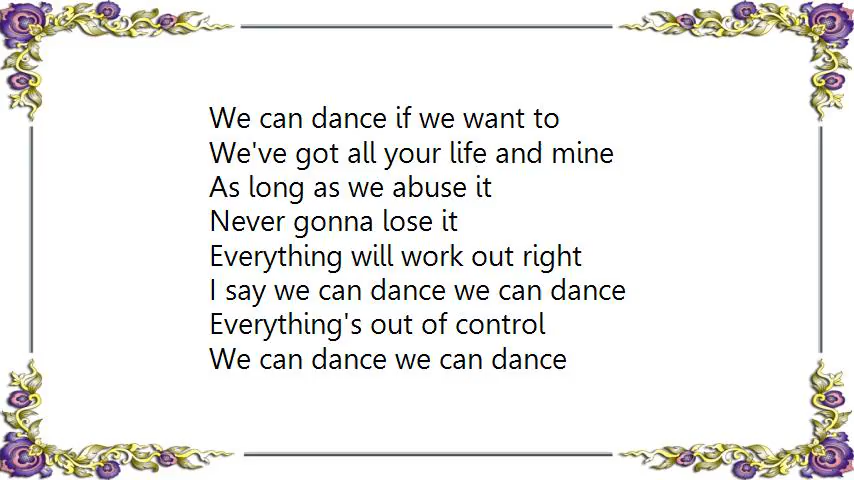 We can dance if we want to
We've got all your life and mine
As long as we abuse it
Never gonna lose it
Everything will work out right
I say we can dance we can dance
Everything's out of control
We can dance we can dance